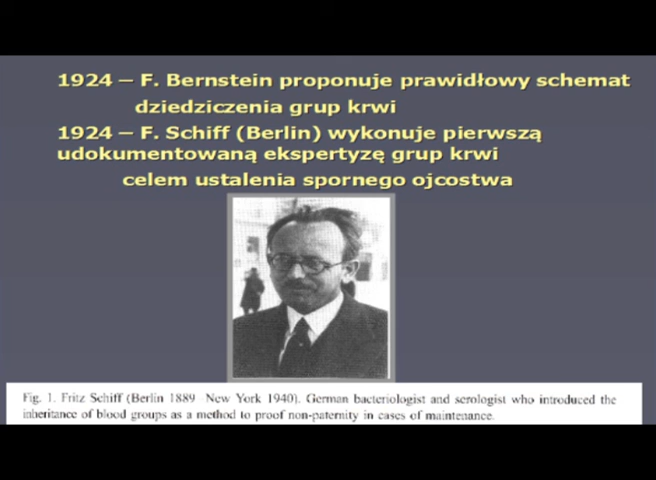 1924 – F. Bernstein proponuje prawidłowy schemat
dziedziczenia grup krwi
1924 – F. Schiff (Berlin) wykonuje pierwszą
udokumentowaną ekspertyzę grup krwi
celem ustalenia spornego ojcostwa
Fig. 1. Fritz Schiff (Berlin 1889 New York 1940). German bacteriologist and serologist who introduced the
inheritance of blood groups as a method to proof non-paternity in cases of maintenance.